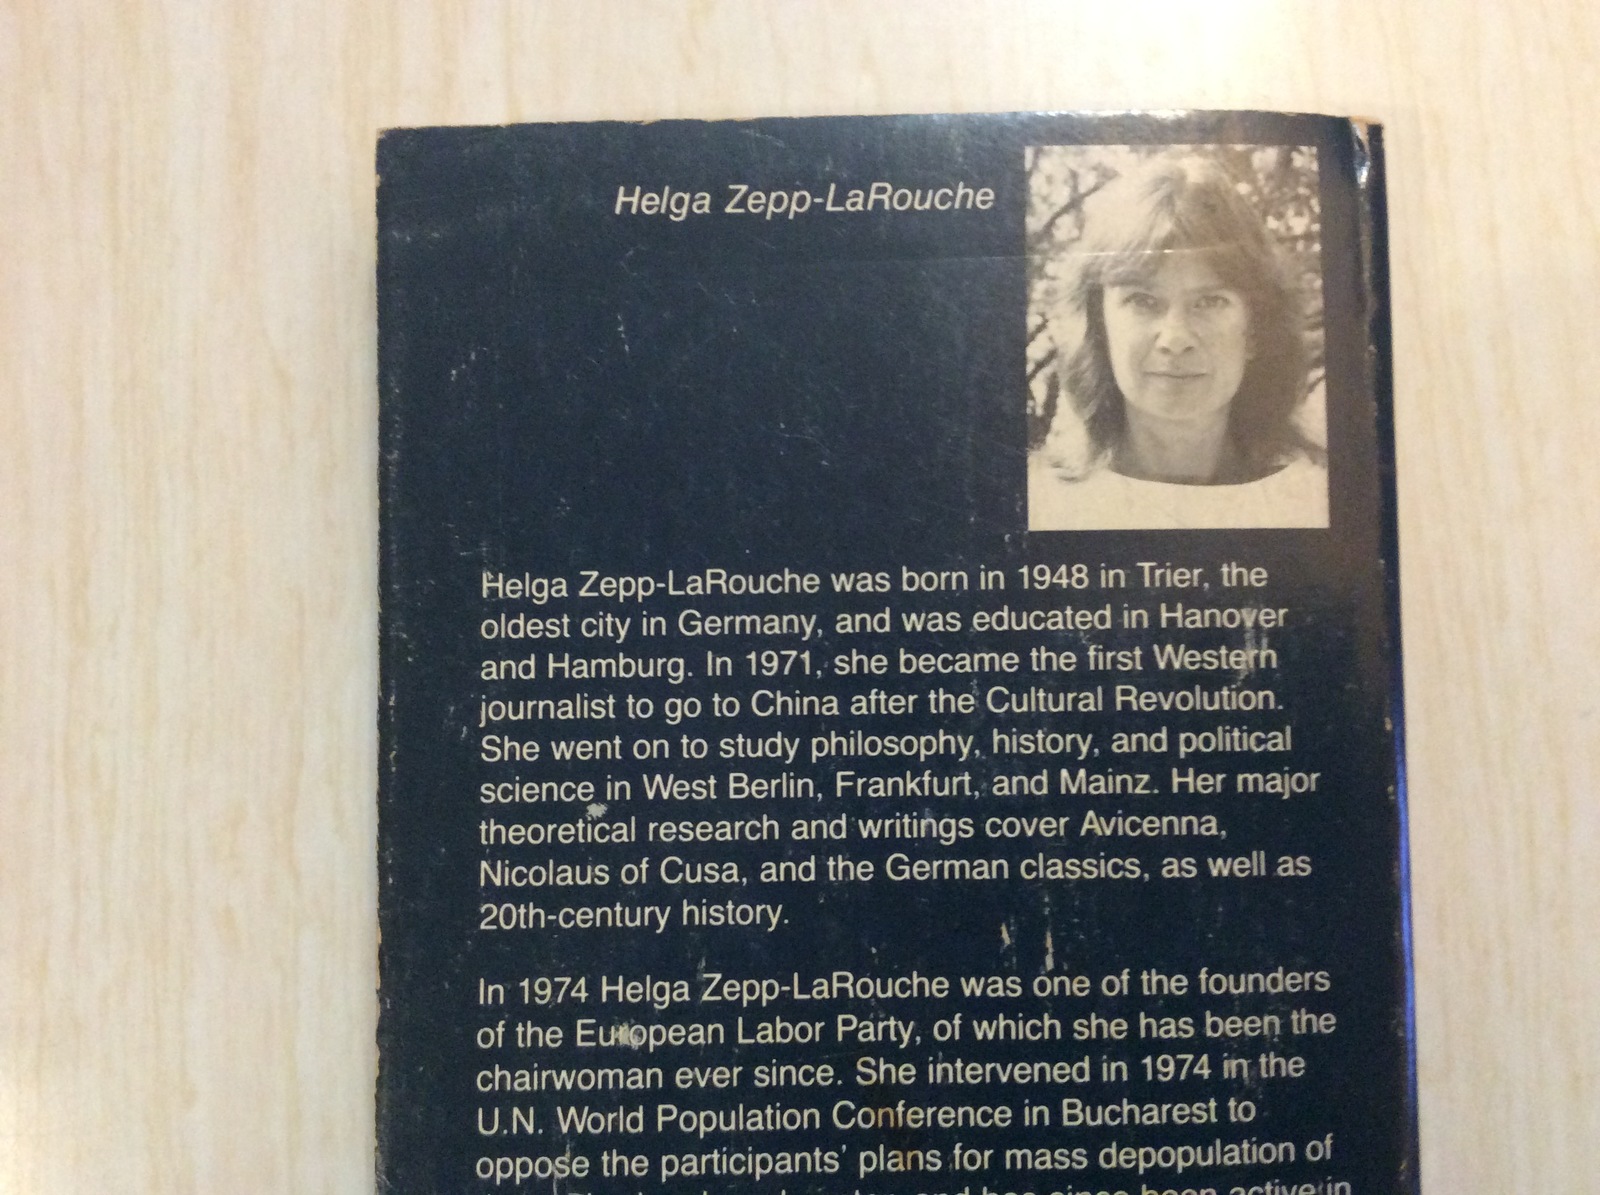 Helga Zepp-LaRouche
Helga Zepp-LaRouche was born in 1948 in Trier, the
oldest city in Germany, and was educated in Hanover
and Hamburg. In 1971, she became the first Western
journalist to go to China after the Cultural Revolution.
She went on to study philosophy, history, and political
science in West Berlin, Frankfurt, and Mainz. Her major
theoretical research and writings cover Avicenna,
Nicolaus of Cusa, and the German classics, as well as
20th-century history.
In 1974 Helga Zepp-LaRouche was one of the founders
of the European Labor Party, of which she has been the
chairwoman ever since. She intervened in 1974 in the
U.N. World Population Conference in Bucharest to
oppose the participants' plans for mass depopulation of
and has since been active in